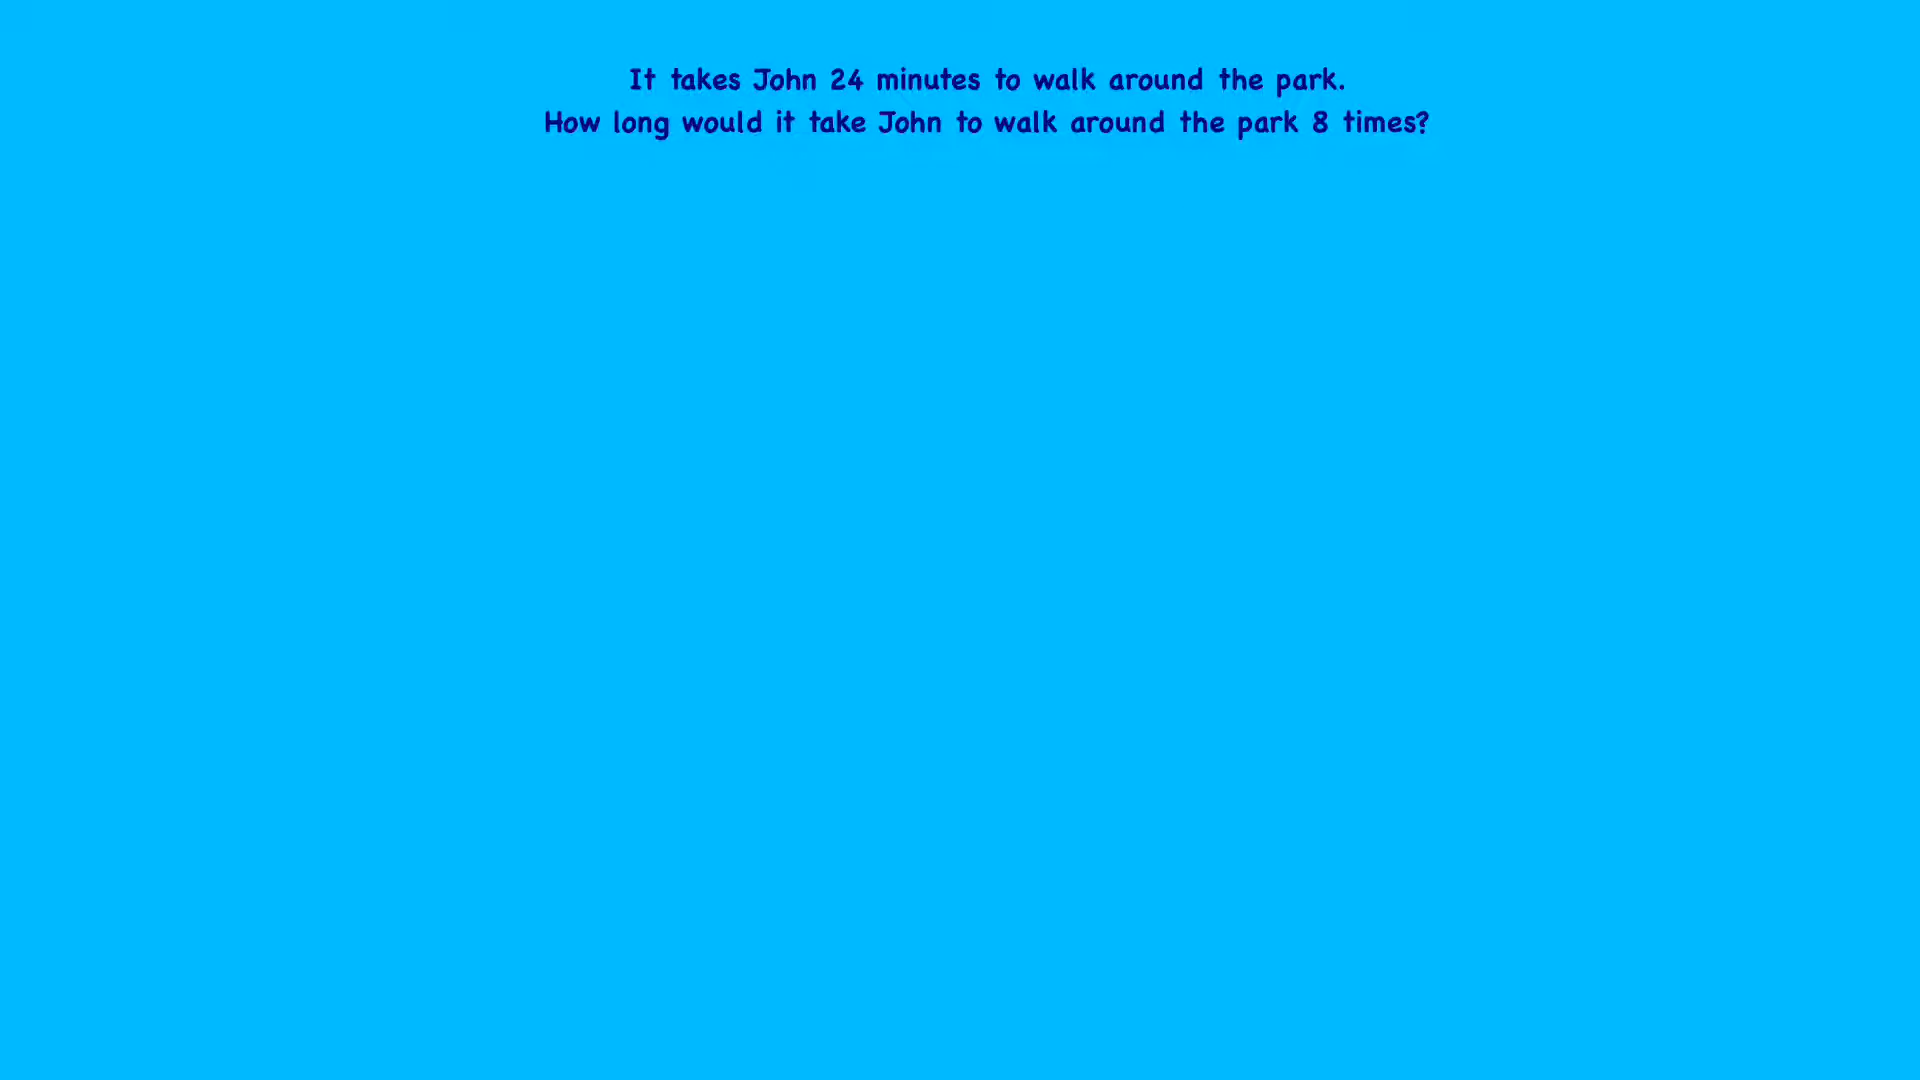 It takes John 24 minutes to walk around the park.
How long would it take John to walk around the park 8 times?